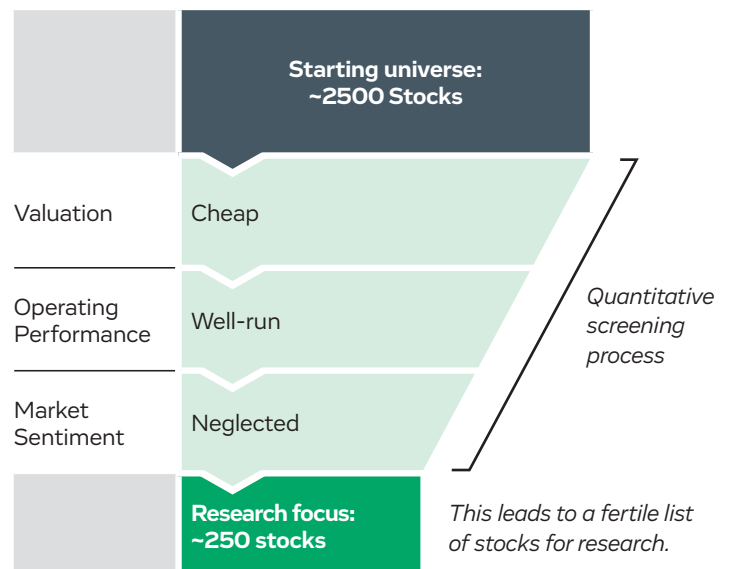 Starting universe:
~2500 Stocks
Valuation
Cheap
Operating
Performance
Well-run
Market
Sentiment
Neglected
Quantitative
screening
process
Research focus:
~250 stocks
This leads to a fertile list
of stocks for research.